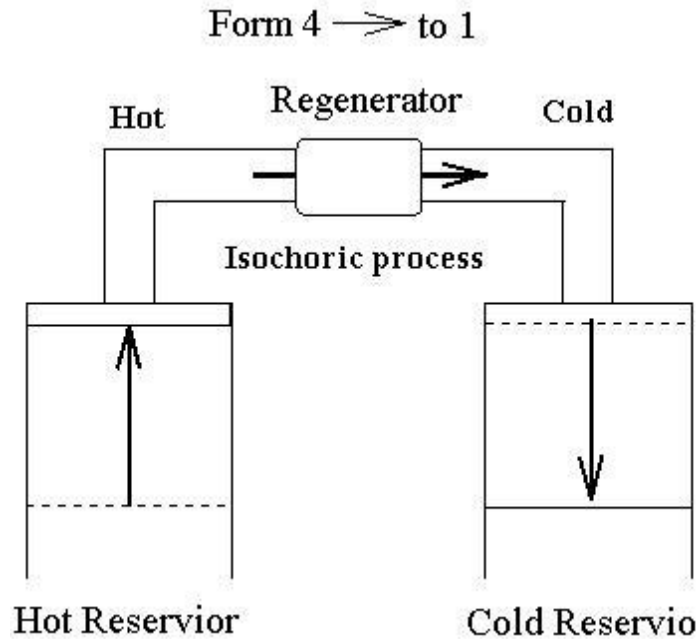 Form 4 → to 1
Regenerator
Hot
Cold
Isochoric process
Hot Reservior
Cold Reservio